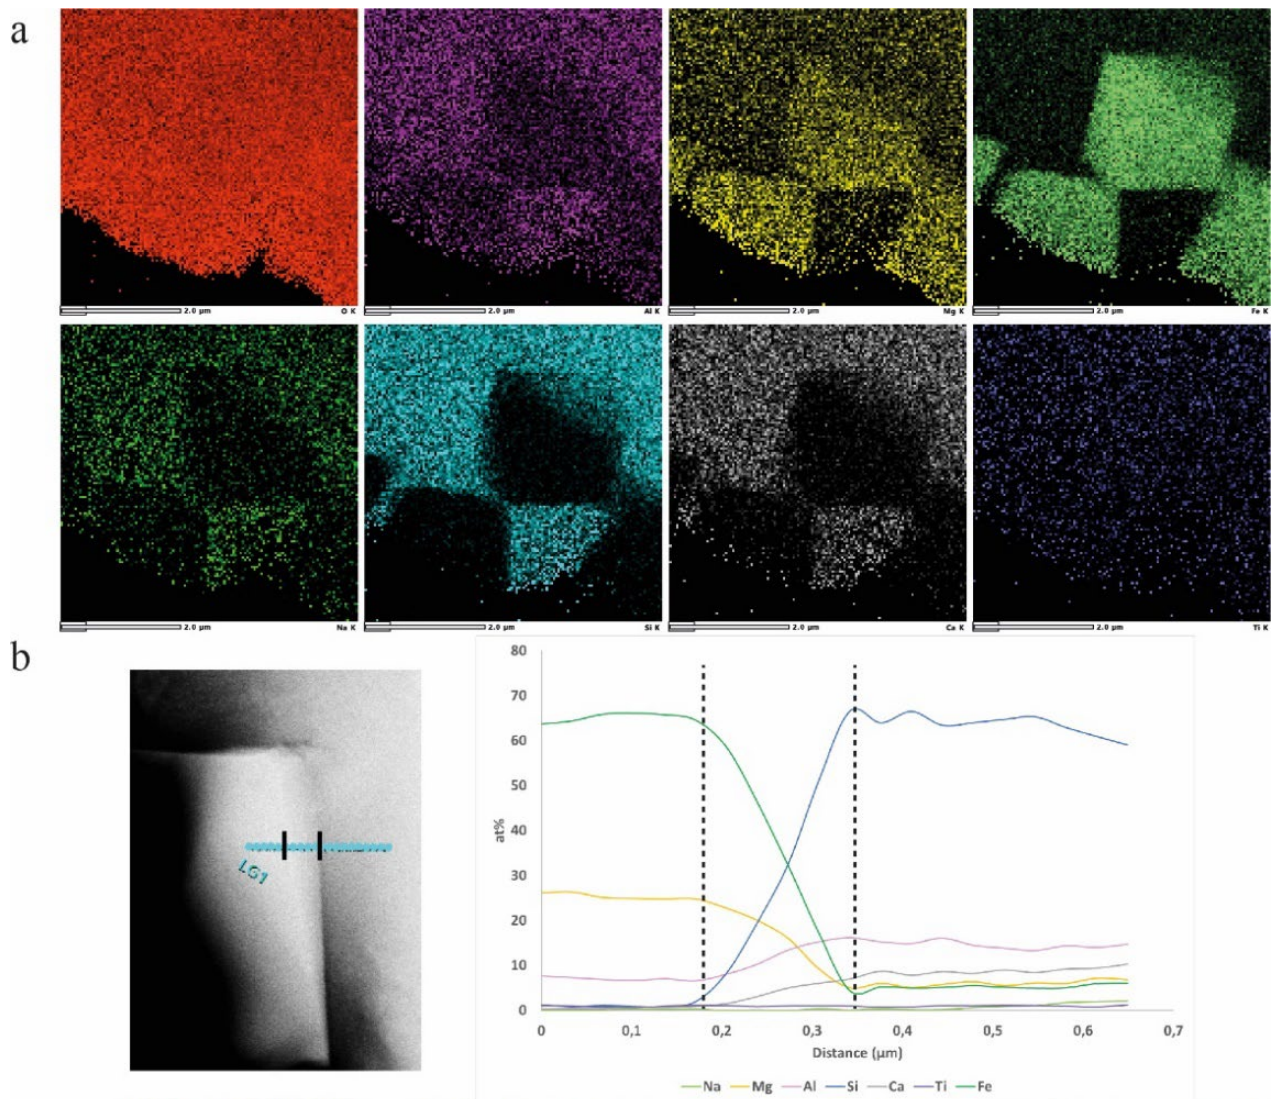 a
2.0 µm O K
2.0 µm Al K
2.0 µm Mg K
2.0 µm Fe K
2.0 µm Na K
2.0 µm Si K
2.0 µm Ca K
2.0 µm Ti K
b
LG1
80
70
60
50
40
30
20
10
0
at%
0 0,1 0,2 0,3 0,4 0,5 0,6 0,7
Distance (µm)
Na Mg Al Si Ca Ti Fe